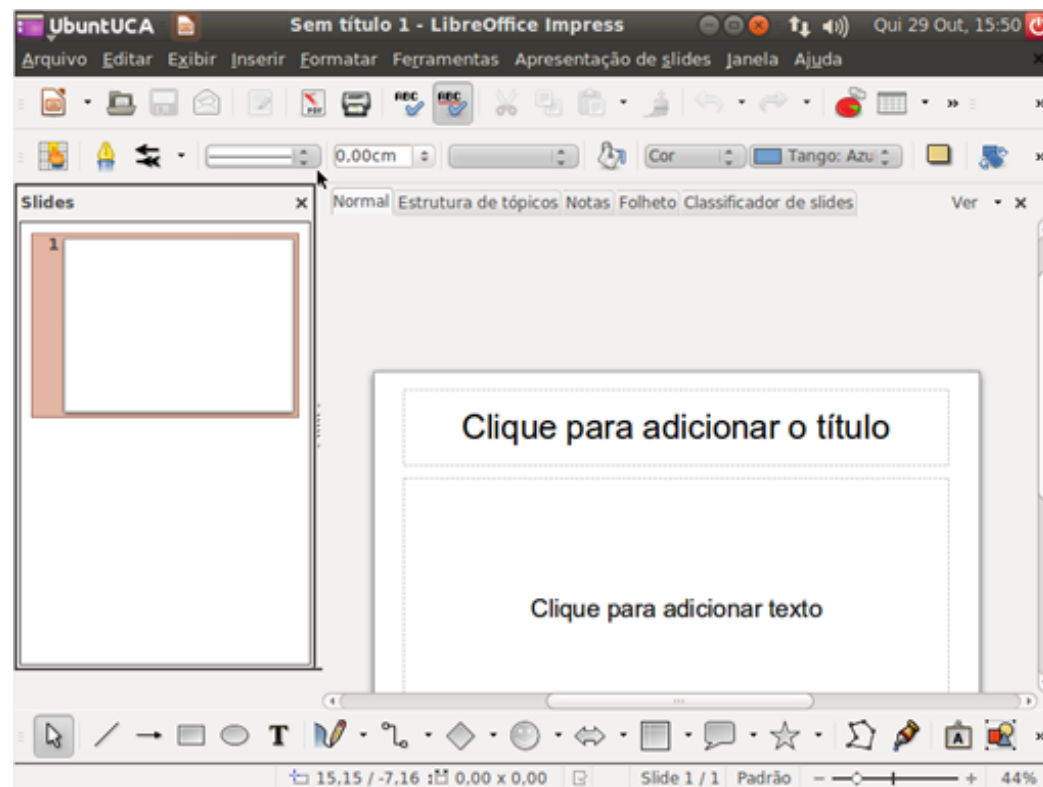 UbuntUCA Sem título 1 - LibreOffice Impress Qui 29 Out, 15:50
Arquivo Editar Exibir Inserir Formatar Ferramentas Apresentação de slides Janela Ajuda
PDF ABC ABC
0,00cm Cor Tango: Azu
Slides Normal Estrutura de tópicos Notas Folheto Classificador de slides Ver
1
Clique para adicionar o título
Clique para adicionar texto
T A
15,15 / -7,16 0,00 x 0,00 Slide 1 / 1 Padrão 44%